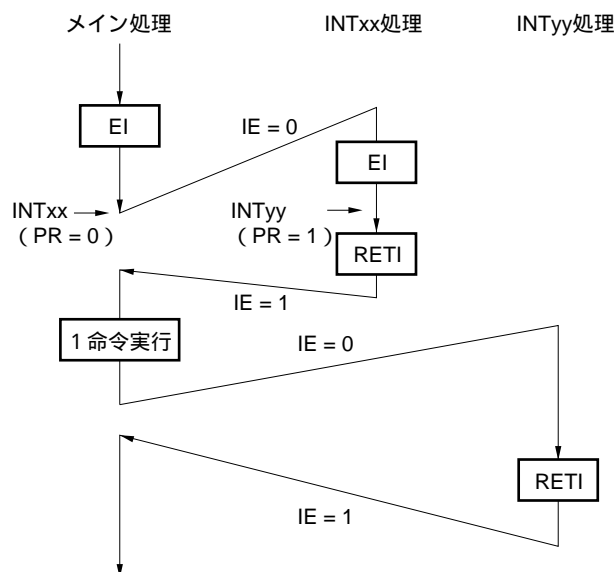 メイン処理
INTxx処理
INTyy処理
EI
IE = 0
EI
INTxx
（PR = 0）
INTyy
（PR = 1）
RETI
IE = 1
1 命令実行
IE = 0
RETI
IE = 1